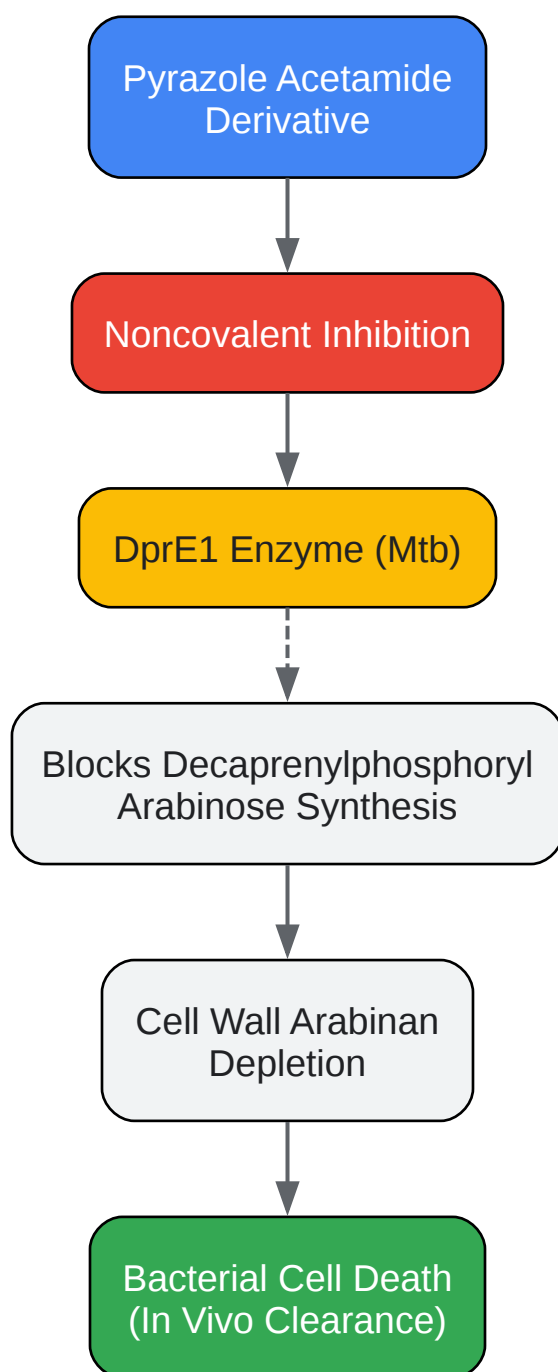 Pyrazole Acetamide
Derivative
Noncovalent Inhibition
DprE1 Enzyme (Mtb)
Blocks Decaprenylphosphoryl
Arabinose Synthesis
Cell Wall Arabinan
Depletion
Bacterial Cell Death
(In Vivo Clearance)